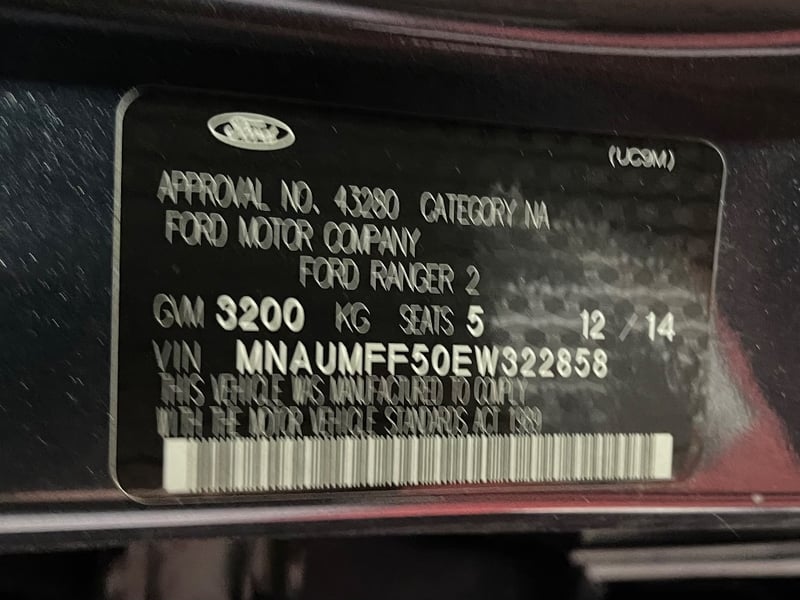 Ford
(UC9M)
APPROVAL NO. 43280 CATEGORY NA
FORD MOTOR COMPANY
FORD RANGER 2
GVM 3200 KG SEATS 5 12 / 14
VIN MNAUMFF50EW322858
THIS VEHICLE WAS MANUFACTURED TO COMPLY
WITH THE MOTOR VEHICLE STANDARDS ACT 1989